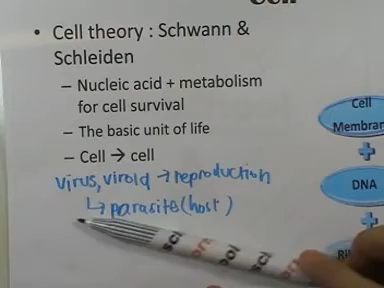 Cell
• Cell theory : Schwann &
Schleiden
– Nucleic acid + metabolism
for cell survival
– The basic unit of life
– Cell → cell
virus, viroid → reproduction
↳ parasite (host)
Cell
Membran
+
DNA
+